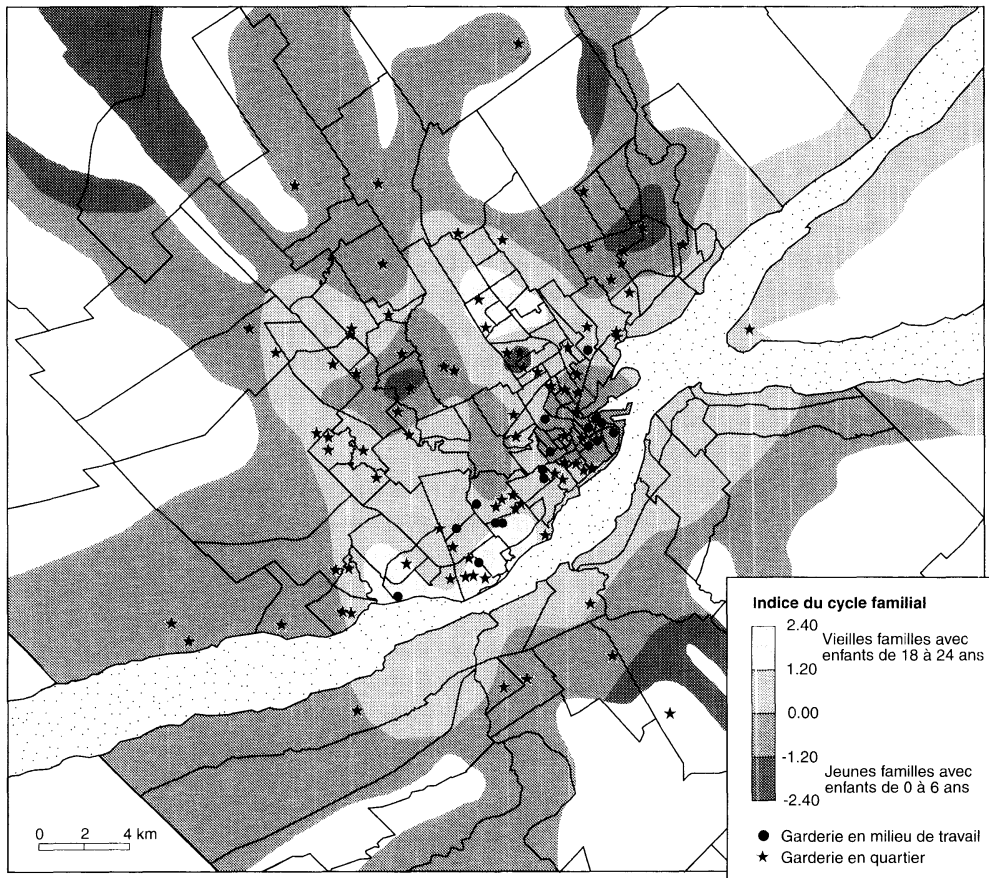 Indice du cycle familial
2.40
Vieilles familles avec
enfants de 18 à 24 ans
1.20
0.00
-1.20
Jeunes familles avec
enfants de 0 à 6 ans
-2.40
0 2 4 km
Garderie en milieu de travail
Garderie en quartier